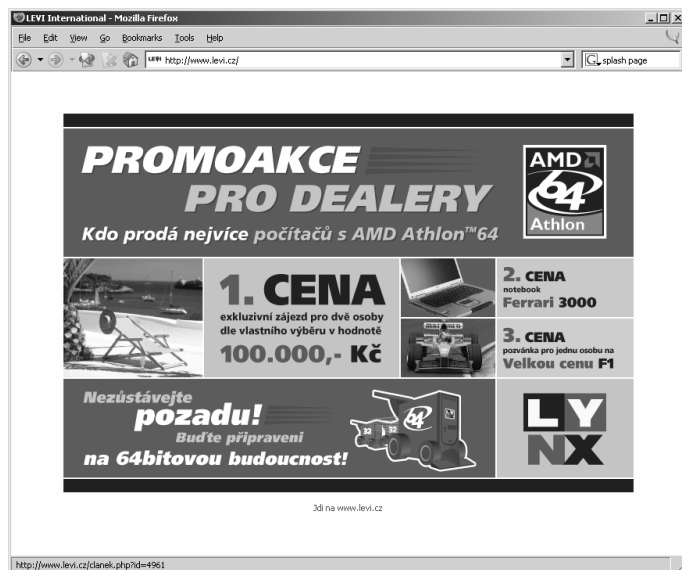 LEVI International - Mozilla Firefox
File Edit View Go Bookmarks Tools Help
LEVI http://www.levi.cz/ G splash page
PROMOAKCE
PRO DEALERY
Kdo prodá nejvíce počítačů s AMD Athlon™64
AMD
64
Athlon
1. CENA
exkluzivní zájezd pro dvě osoby
dle vlastního výběru v hodnotě
100.000,- Kč
2. CENA
notebook
Ferrari 3000
3. CENA
pozvánka pro jednu osobu na
Velkou cenu F1
Nezůstávejte
pozadu!
Buďte připraveni
na 64bitovou budoucnost!
32 32 64
LY
NX
Jdi na www.levi.cz
http://www.levi.cz/clanek.php?id=4961